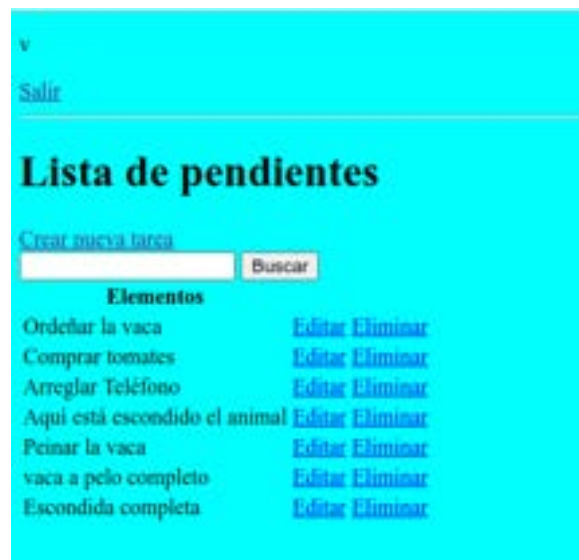 v
Salir
Lista de pendientes
Crear nueva tarea
Buscar
Elementos
Ordeñar la vaca Editar Eliminar
Comprar tomates Editar Eliminar
Arreglar Teléfono Editar Eliminar
Aqui está escondido el animal Editar Eliminar
Peinar la vaca Editar Eliminar
vaca a pelo completo Editar Eliminar
Escondida completa Editar Eliminar